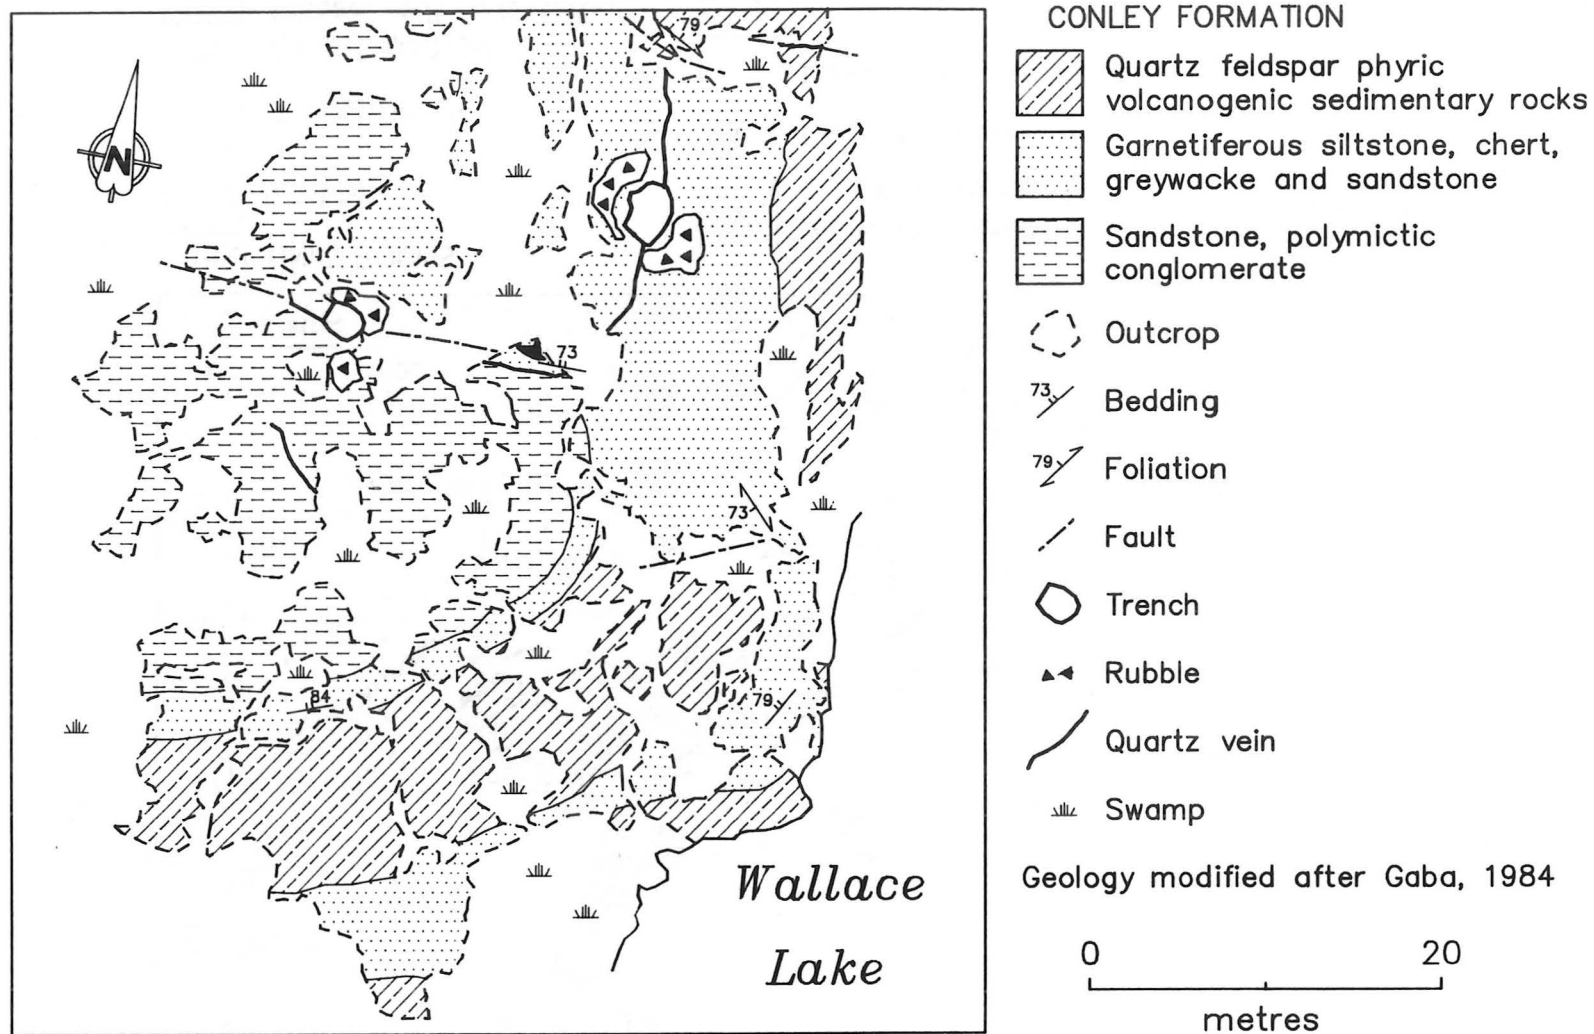 CONLEY FORMATION
Quartz feldspar phyric
volcanogenic sedimentary rocks
Garnetiferous siltstone, chert,
greywacke and sandstone
Sandstone, polymictic
conglomerate
Outcrop
73
Bedding
79
Foliation
Fault
Trench
Rubble
Quartz vein
Swamp
Geology modified after Gaba, 1984
0 20
metres
79
N
73
73
84
79
Wallace
Lake